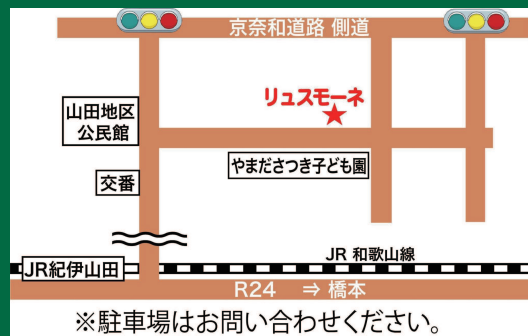 京奈和道路 側道
リュスモーネ
山田地区
公民館
やまださつき子ども園
交番
JR 和歌山線
JR紀伊山田
R24 ⇒ 橋本
※駐車場はお問い合わせください。